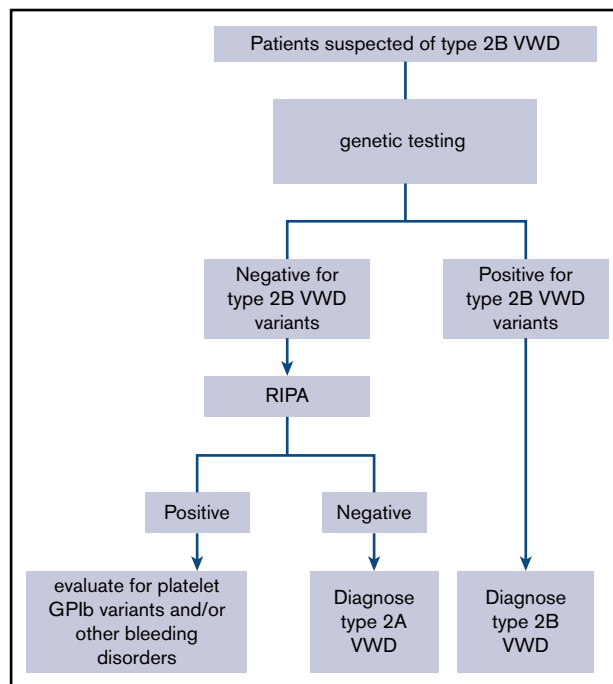 Patients suspected of type 2B VWD
genetic testing
Negative for
type 2B VWD
variants
Positive for
type 2B VWD
variants
RIPA
Positive
Negative
evaluate for platelet
GPIb variants and/or
other bleeding
disorders
Diagnose
type 2A
VWD
Diagnose
type 2B
VWD